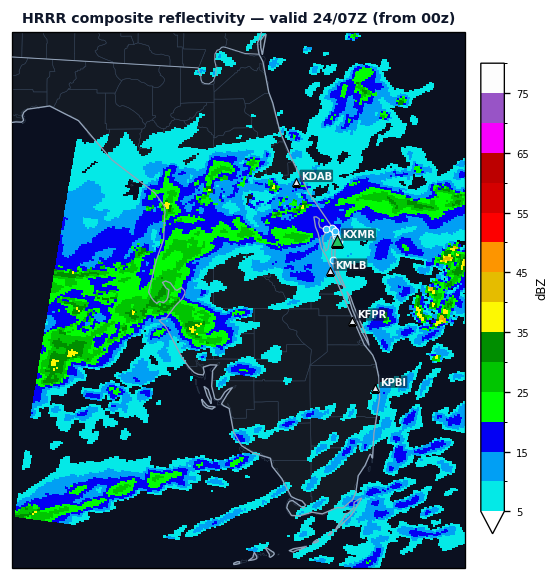 HRRR composite reflectivity — valid 24/07Z (from 00z)
KDAB
KXMR
KMLB
KFPR
KPBI
75
65
55
45
35
25
15
5
dBZ